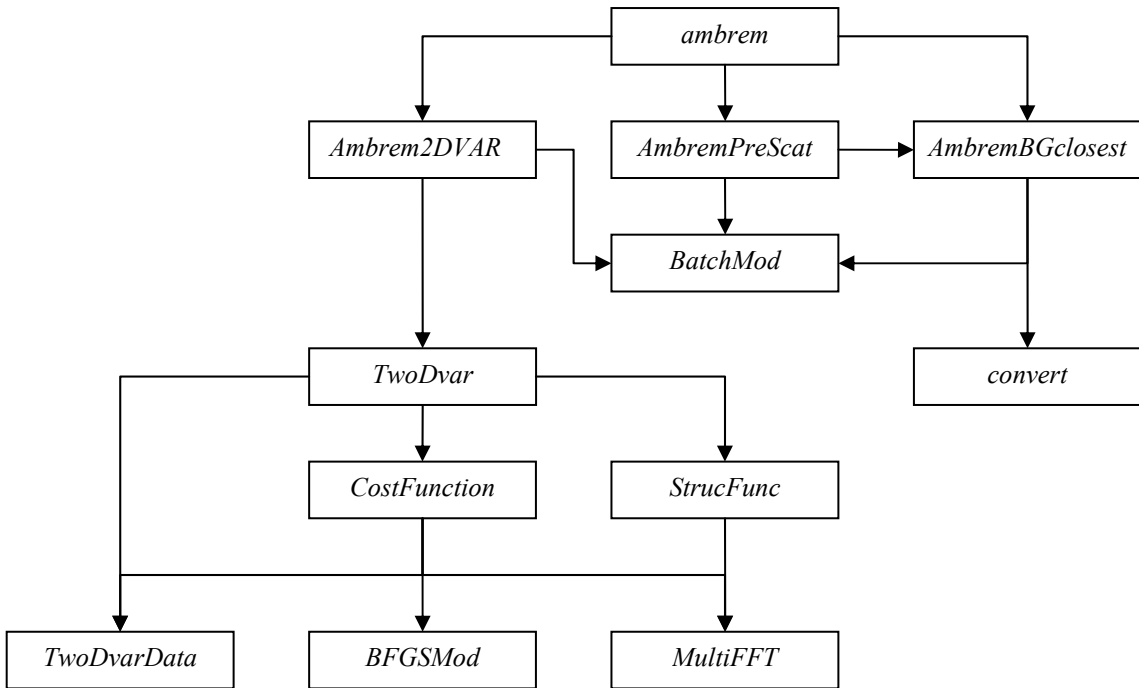 ambrem
Ambrem2DVAR
AmbremPreScat
AmbremBGclosest
BatchMod
TwoDvar
convert
CostFunction
StrucFunc
TwoDvarData
BFGSMod
MultiFFT